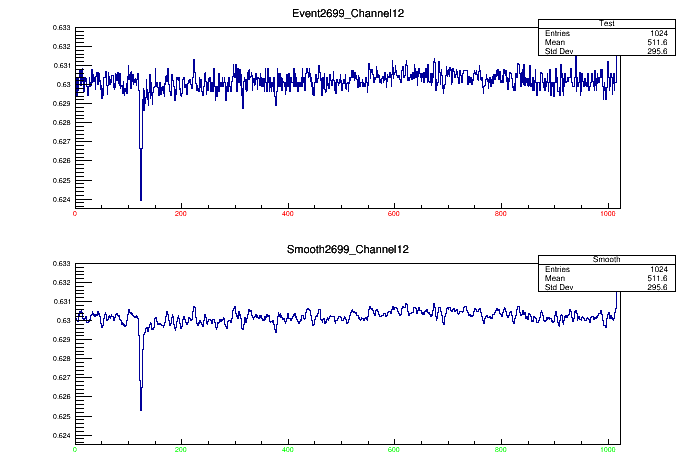 Event2699_Channel12
Test
Entries 1024
Mean 511.6
Std Dev 295.6
0.633
0.632
0.631
0.63
0.629
0.628
0.627
0.626
0.625
0.624
0 200 400 600 800 1000
Smooth2699_Channel12
Smooth
Entries 1024
Mean 511.6
Std Dev 295.6
0.633
0.632
0.631
0.63
0.629
0.628
0.627
0.626
0.625
0.624
0 200 400 600 800 1000